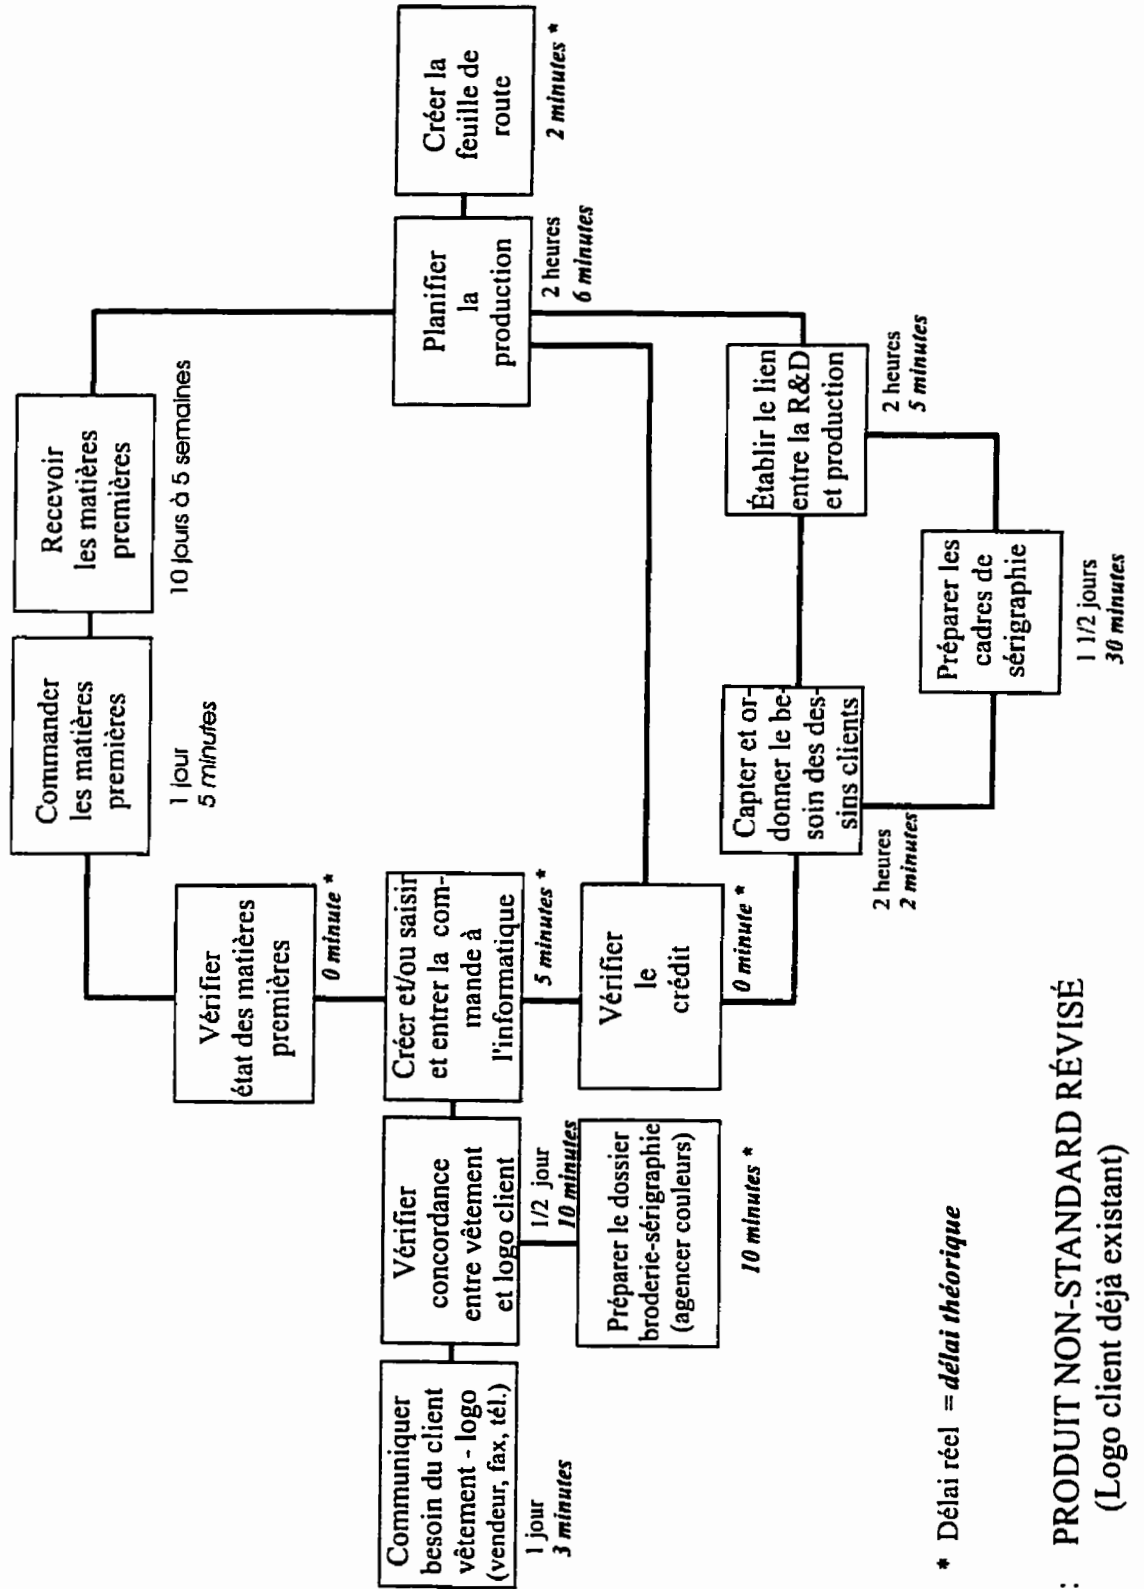 Communiquer
besoin du client
vêtement - logo
(vendeur, fax, tél.)
1 jour
3 minutes
Vérifier
concordance
entre vêtement
et logo client
1/2 jour
10 minutes
Préparer le dossier
broderie-sérigraphie
(agencer couleurs)
10 minutes *
Créer et/ou saisir
et entrer la com-
mande à
l'informatique
5 minutes *
Vérifier
état des matières
premières
0 minute *
Vérifier
le
crédit
0 minute *
Commander
les matières
premières
1 jour
5 minutes
Recevoir
les matières
premières
10 jours à 5 semaines
Capter et or-
donner le be-
soin des des-
sins clients
2 heures
2 minutes
Préparer les
cadres de
sérigraphie
1 1/2 jours
30 minutes
Établir le lien
entre la R&D
et production
2 heures
5 minutes
Planifier
la
production
2 heures
6 minutes
Créer la
feuille de
route
2 minutes *
* Délai réel = délai théorique
: PRODUIT NON-STANDARD RÉVISÉ
(Logo client déjà existant)